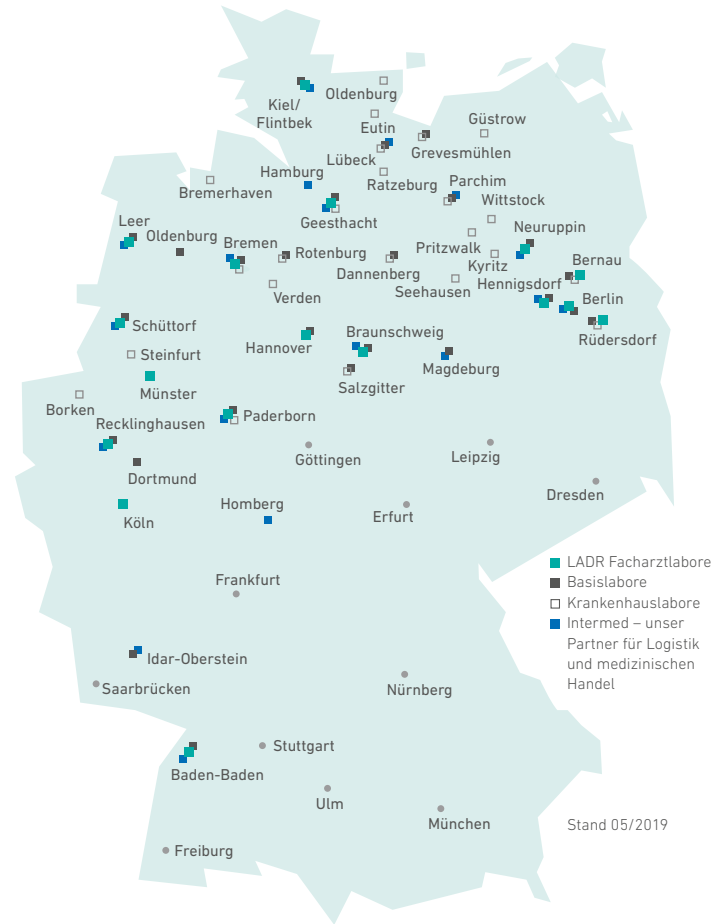 Oldenburg
Kiel/
Flintbek
Eutin
Güstrow
Lübeck
Grevesmühlen
Hamburg
Bremerhaven
Ratzeburg
Parchim
Wittstock
Geesthacht
Leer
Oldenburg
Bremen
Rotenburg
Pritzwalk
Neuruppin
Dannenberg
Kyritz
Bernau
Seehausen
Hennigsdorf
Verden
Berlin
Schüttorf
Hannover
Braunschweig
Rüdersdorf
Steinfurt
Magdeburg
Salzgitter
Münster
Borken
Recklinghausen
Paderborn
Göttingen
Leipzig
Dortmund
Dresden
Homberg
Erfurt
Köln
LADR Facharztlabore
Basislabore
Krankenhauslabore
Intermed – unser
Partner für Logistik
und medizinischen
Handel
Frankfurt
Idar-Oberstein
Saarbrücken
Nürnberg
Stuttgart
Baden-Baden
Ulm
München
Stand 05/2019
Freiburg